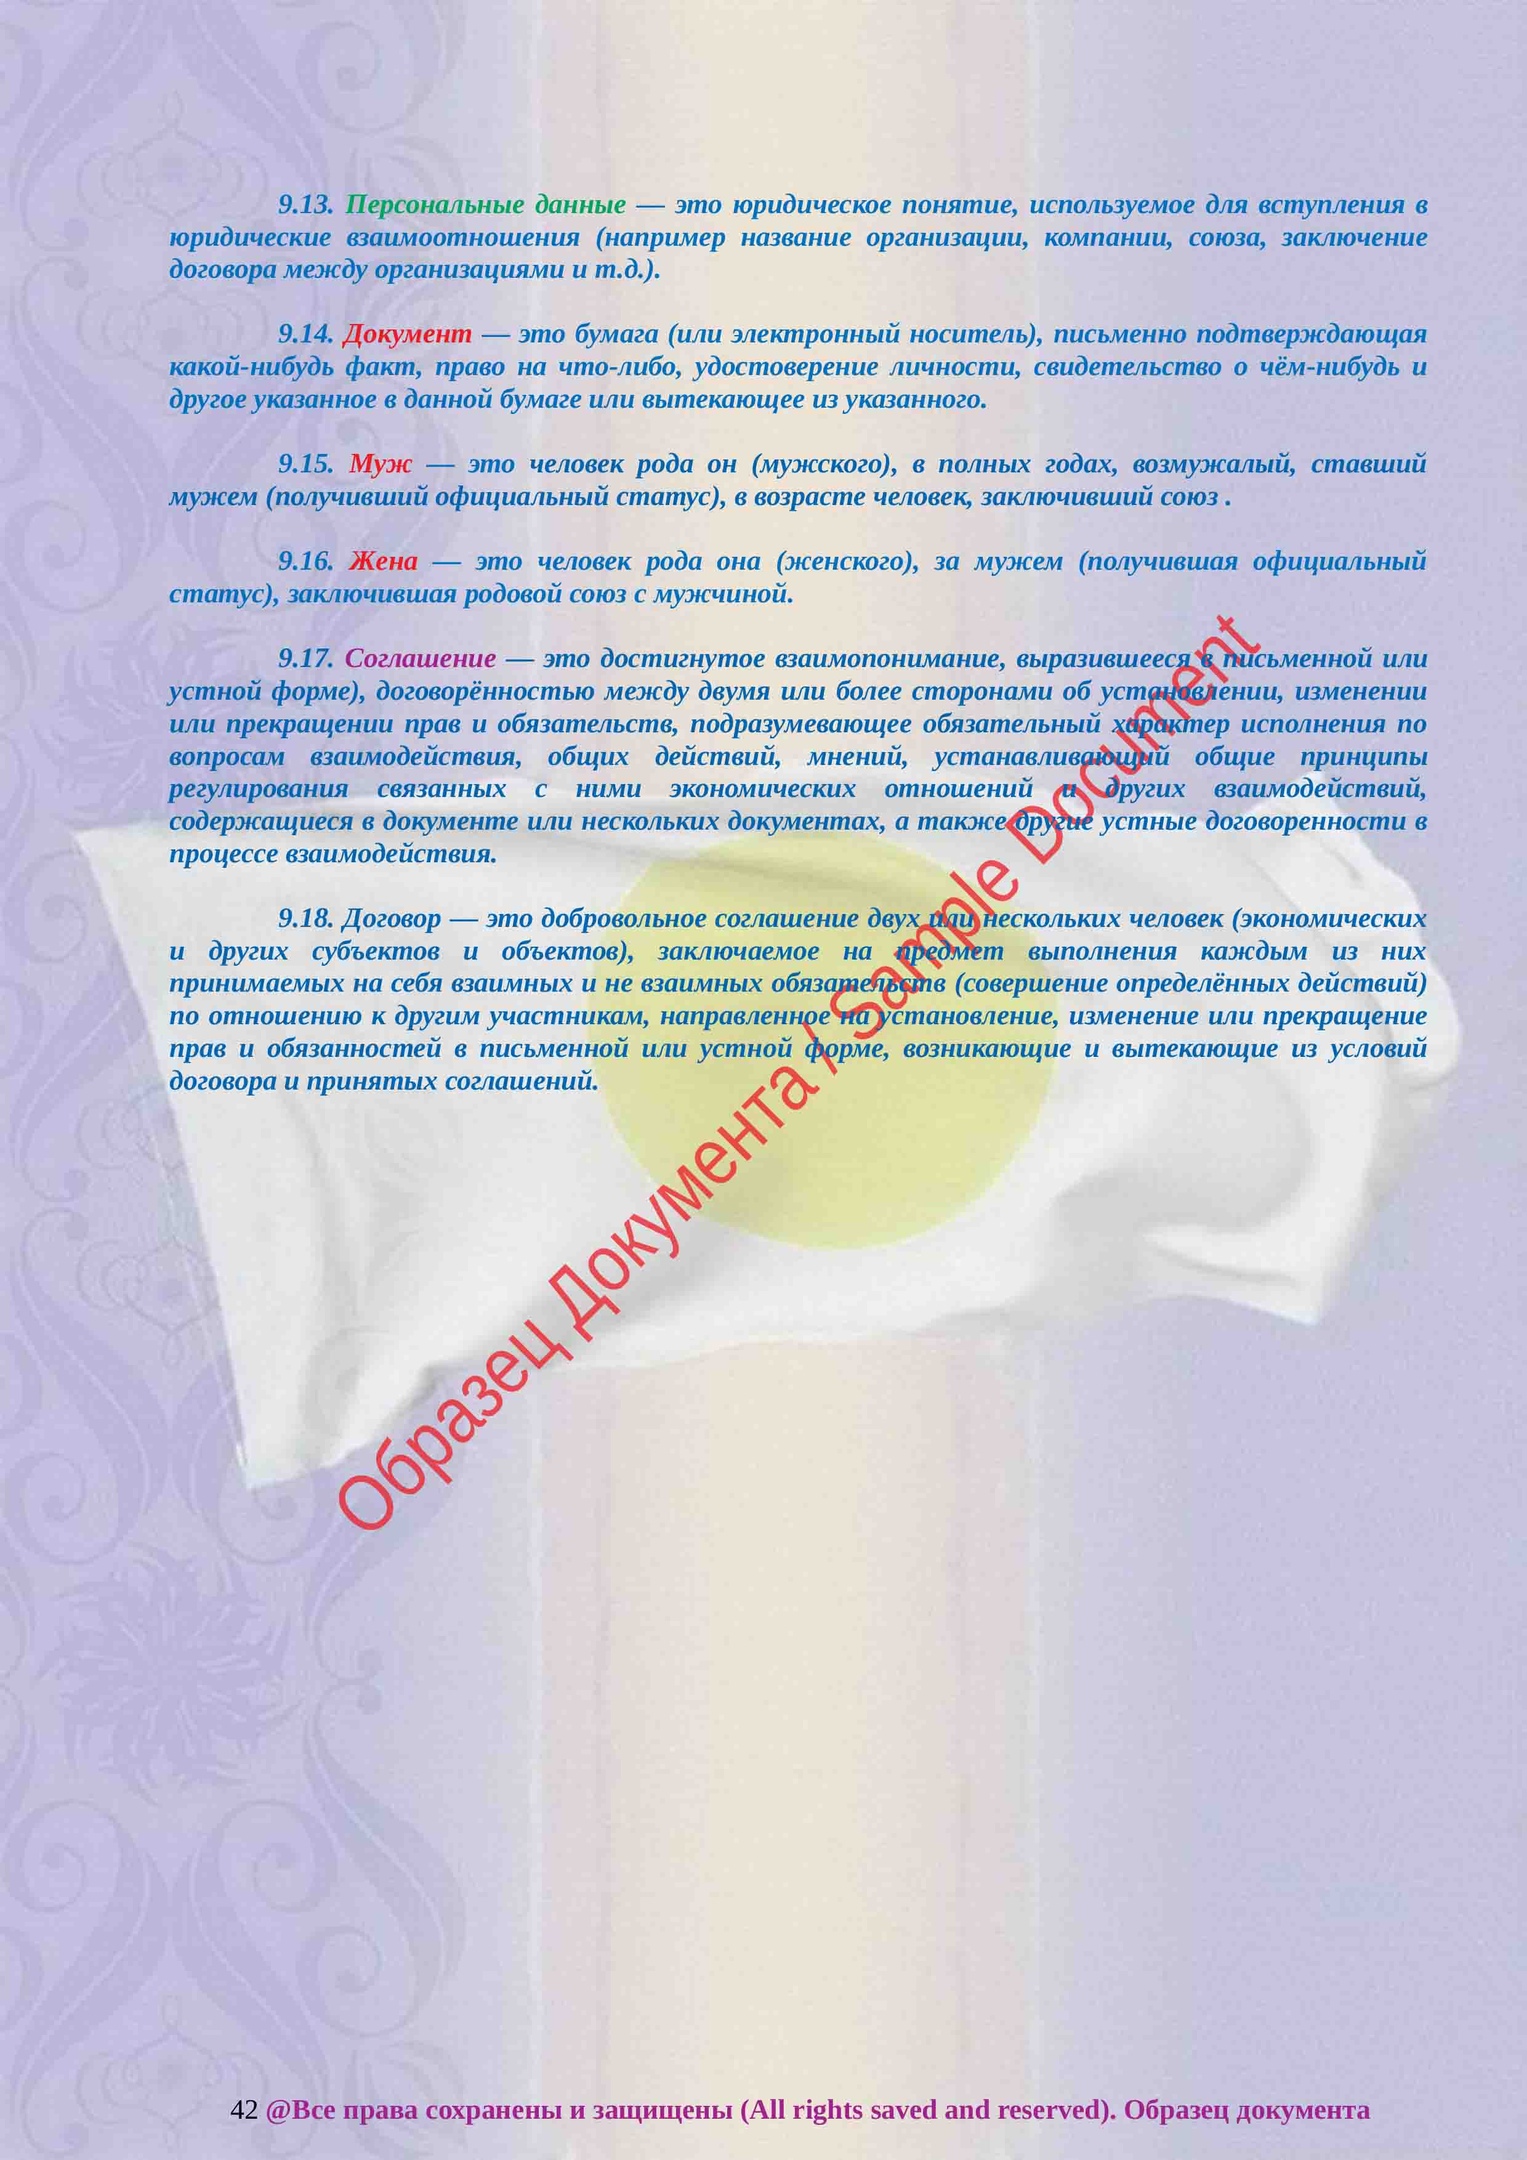 9.13. Персональные данные — это юридическое понятие, используемое для вступления в
юридические взаимоотношения (например название организации, компании, союза, заключение
договора между организациями и т.д.).
9.14. Документ — это бумага (или электронный носитель), письменно подтверждающая
какой-нибудь факт, право на что-либо, удостоверение личности, свидетельство о чём-нибудь и
другое указанное в данной бумаге или вытекающее из указанного.
9.15. Муж — это человек рода он (мужского), в полных годах, возмужалый, ставший
мужем (получивший официальный статус), в возрасте человек, заключивший союз .
9.16. Жена — это человек рода она (женского), за мужем (получившая официальный
статус), заключившая родовой союз с мужчиной.
9.17. Соглашение — это достигнутое взаимопонимание, выразившееся в письменной или
устной форме), договорённостью между двумя или более сторонами об установлении, изменении
или прекращении прав и обязательств, подразумевающее обязательный характер исполнения по
вопросам взаимодействия, общих действий, мнений, устанавливающий общие принципы
регулирования связанных с ними экономических отношений и других взаимодействий,
содержащиеся в документе или нескольких документах, а также другие устные договоренности в
процессе взаимодействия.
9.18. Договор — это добровольное соглашение двух или нескольких человек (экономических
и других субъектов и объектов), заключаемое на предмет выполнения каждым из них
принимаемых на себя взаимных и не взаимных обязательств (совершение определённых действий)
по отношению к другим участникам, направленное на установление, изменение или прекращение
прав и обязанностей в письменной или устной форме, возникающие и вытекающие из условий
договора и принятых соглашений.
Образец Документа / Sample Document
42 @Все права сохранены и защищены (All rights saved and reserved). Образец документа